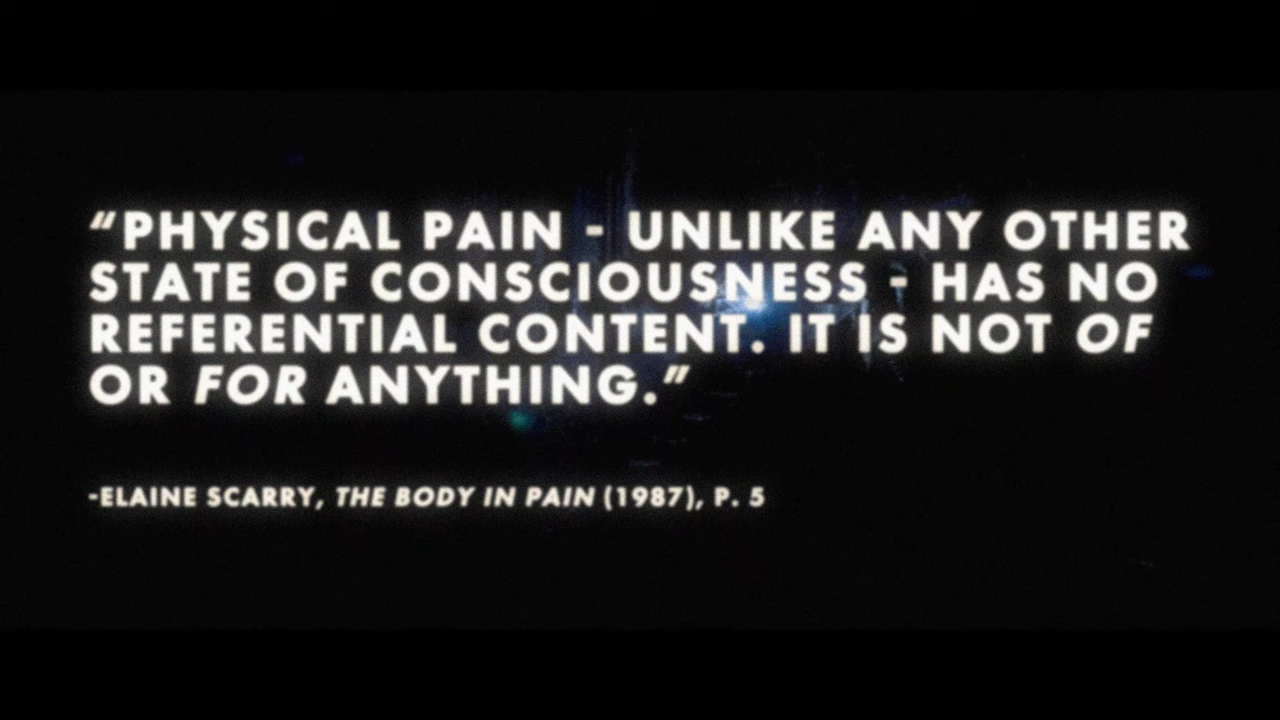 “PHYSICAL PAIN - UNLIKE ANY OTHER
STATE OF CONSCIOUSNESS - HAS NO
REFERENTIAL CONTENT. IT IS NOT OF
OR FOR ANYTHING.”
-ELAINE SCARRY, THE BODY IN PAIN (1987), P. 5